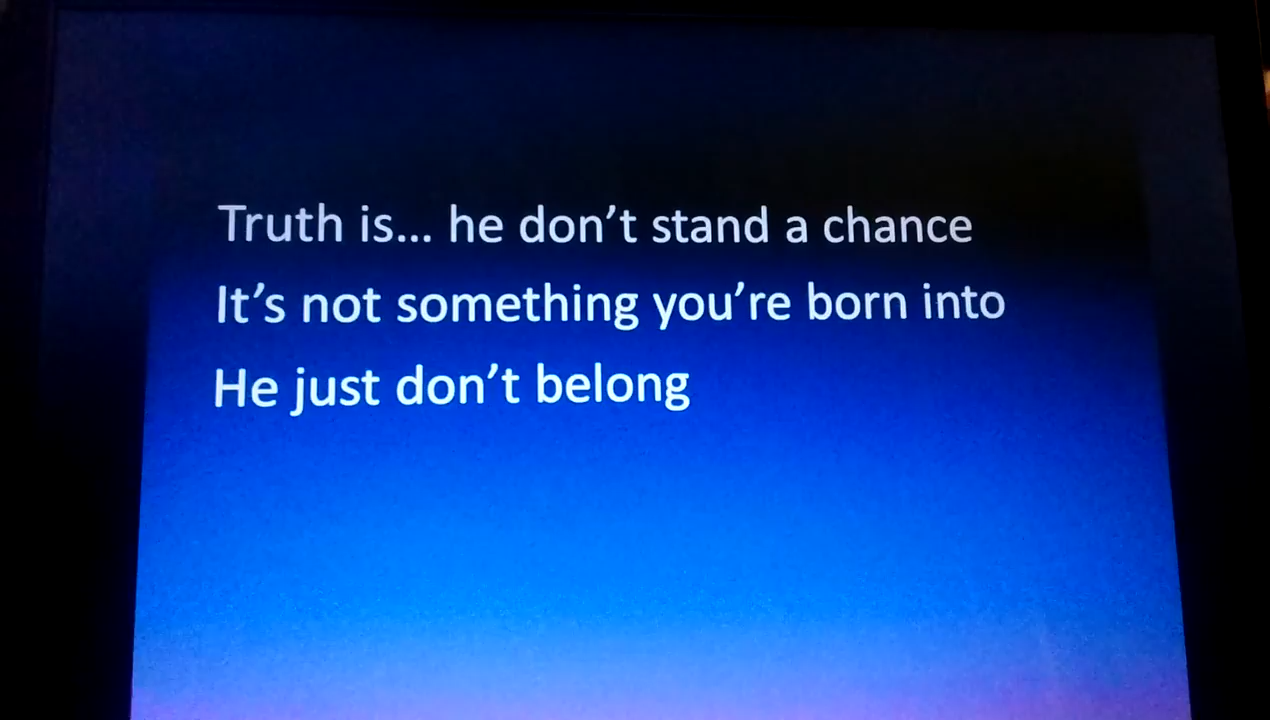 Truth is... he don’t stand a chance
It’s not something you’re born into
He just don’t belong